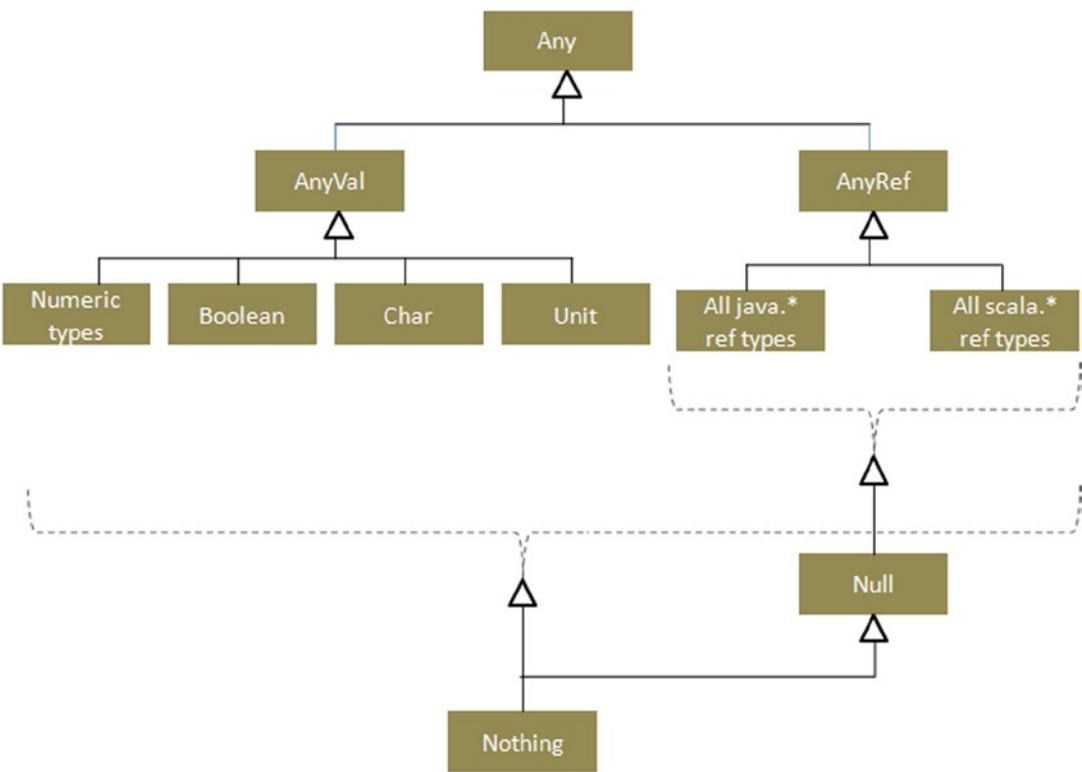 Any
AnyVal
AnyRef
Numeric
types
Boolean
Char
Unit
All java.*
ref types
All scala.*
ref types
Null
Nothing